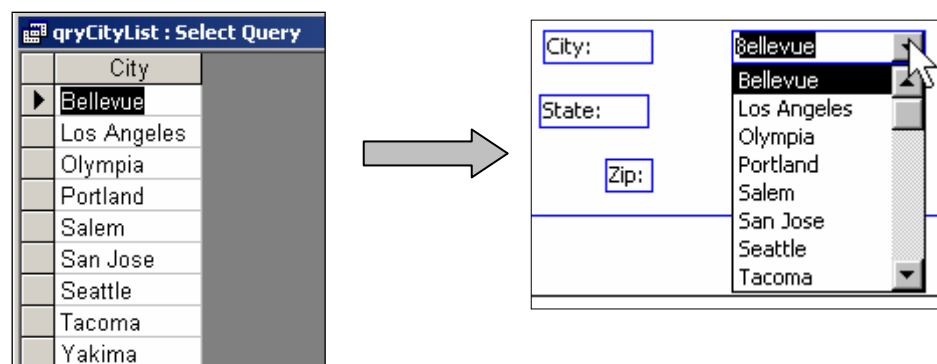 qryCityList : Select Query
City
Bellevue
Los Angeles
Olympia
Portland
Salem
San Jose
Seattle
Tacoma
Yakima
City:
Bellevue
Bellevue
Los Angeles
State:
Olympia
Portland
Zip:
Salem
San Jose
Seattle
Tacoma